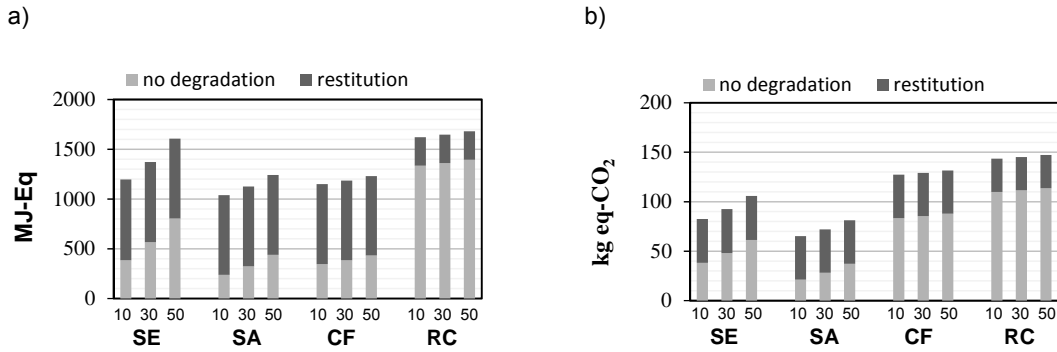 a)
no degradation restitution
2000
1500
1000
500
0
MJ-Eq
10 30 50 10 30 50 10 30 50 10 30 50
SE SA CF RC
b)
no degradation restitution
200
150
100
50
0
kg eq-CO₂
10 30 50 10 30 50 10 30 50 10 30 50
SE SA CF RC